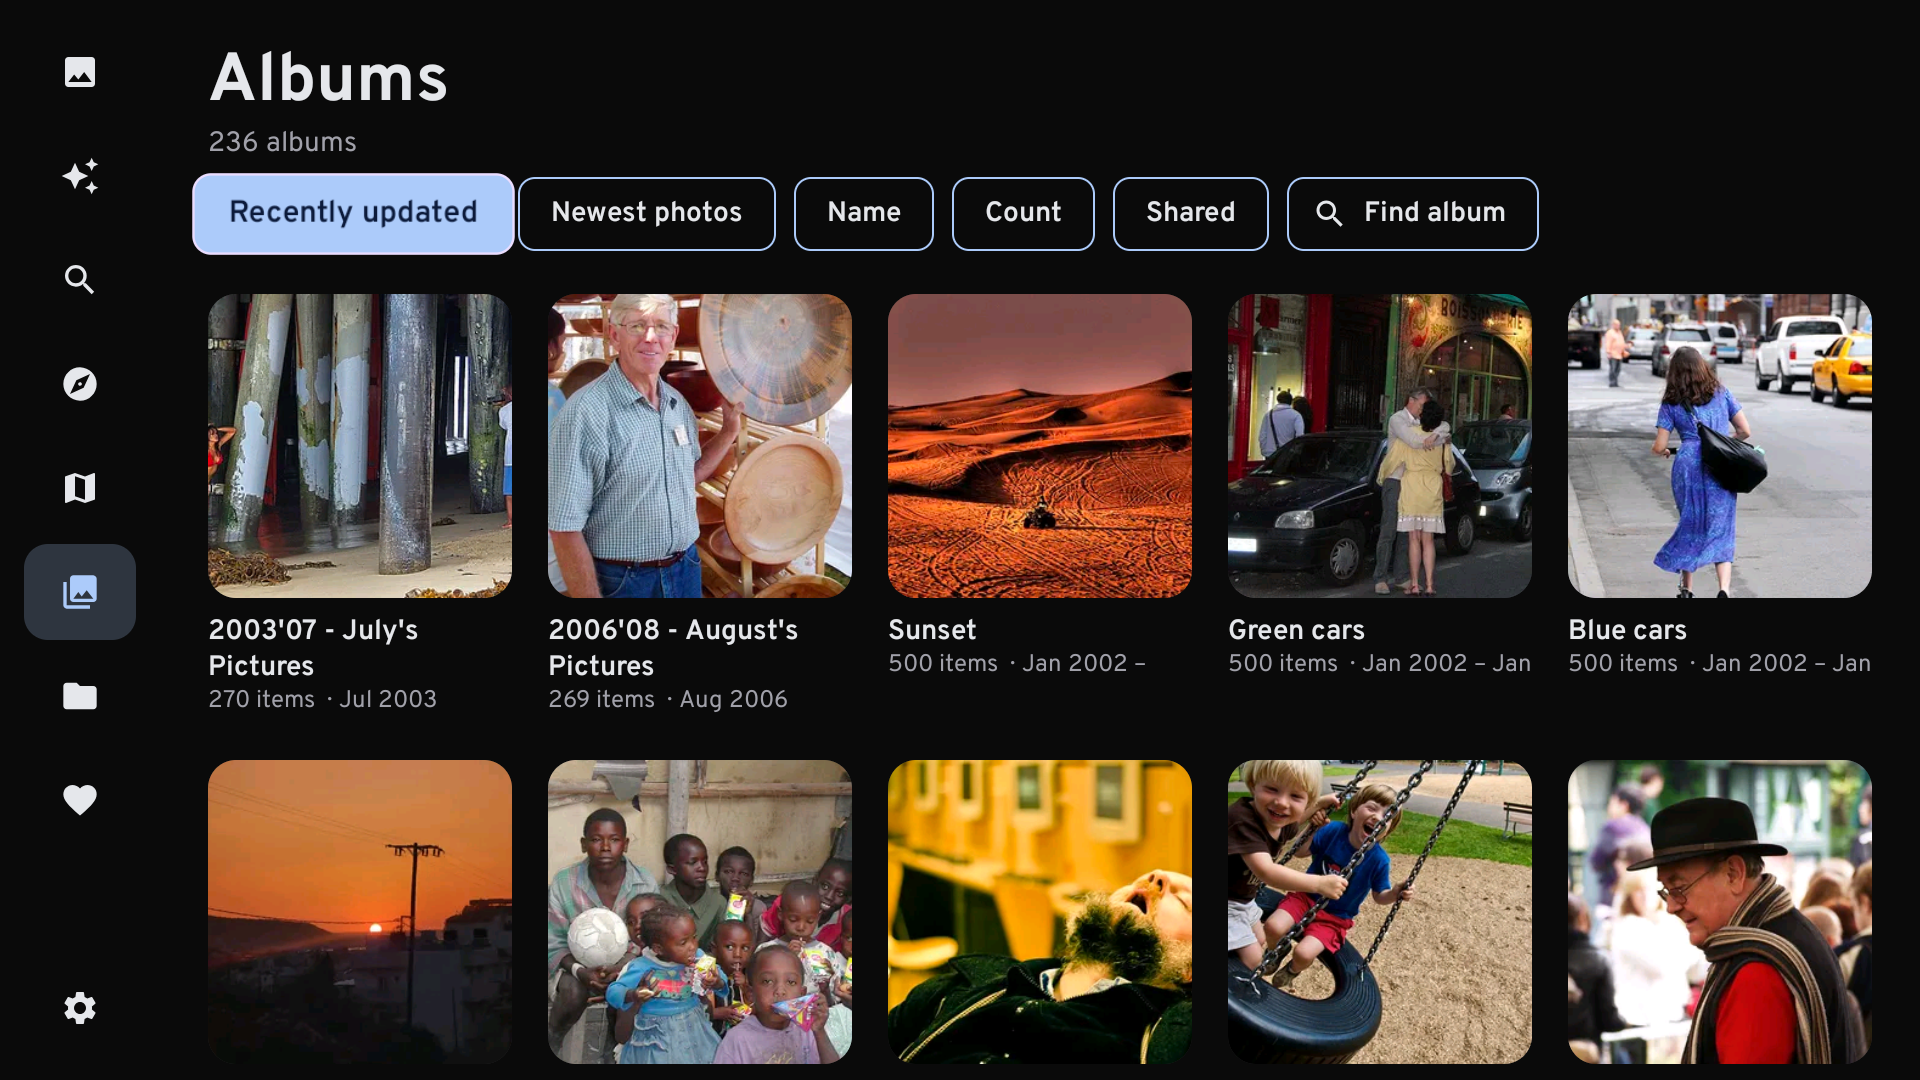 Albums
236 albums
Recently updated
Newest photos
Name
Count
Shared
Find album
BOISSONNERIE
2003'07 - July's
Pictures
270 items · Jul 2003
2006'08 - August's
Pictures
269 items · Aug 2006
Sunset
500 items · Jan 2002 –
Green cars
500 items · Jan 2002 – Jan
Blue cars
500 items · Jan 2002 – Jan